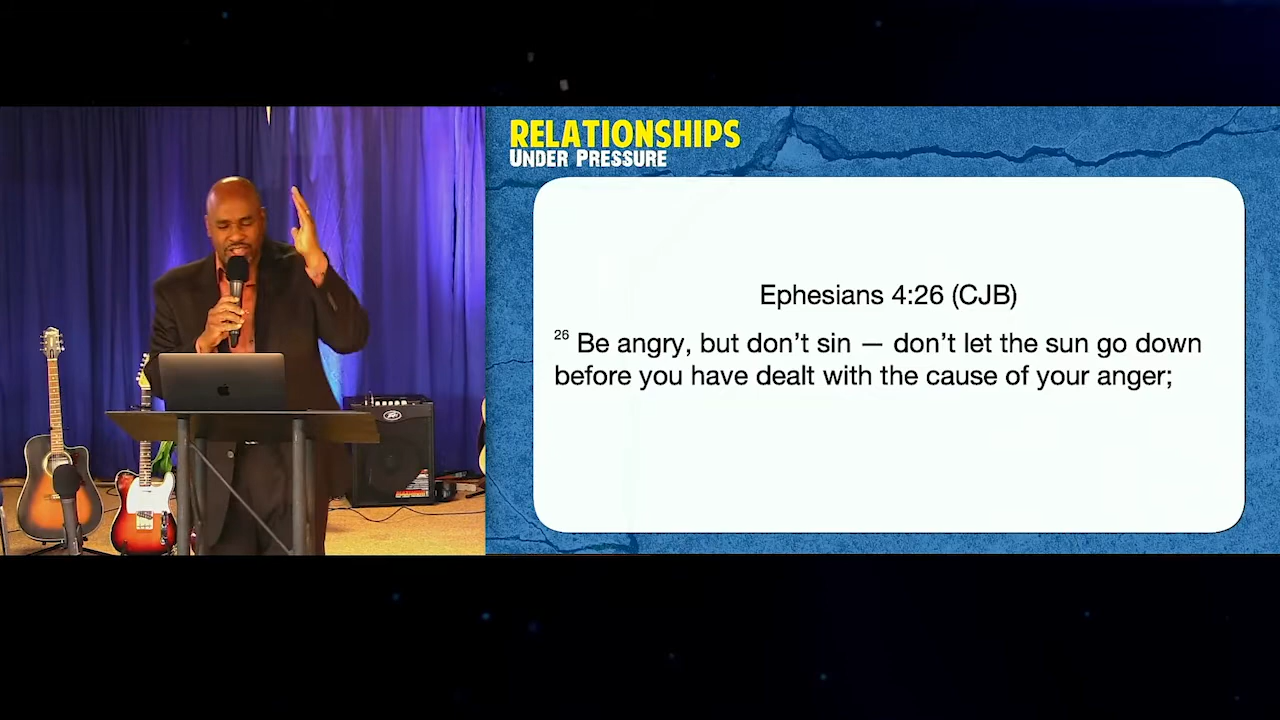 RELATIONSHIPS
UNDER PRESSURE
Ephesians 4:26 (CJB)
26 Be angry, but don’t sin — don’t let the sun go down
before you have dealt with the cause of your anger;
PEAVEY